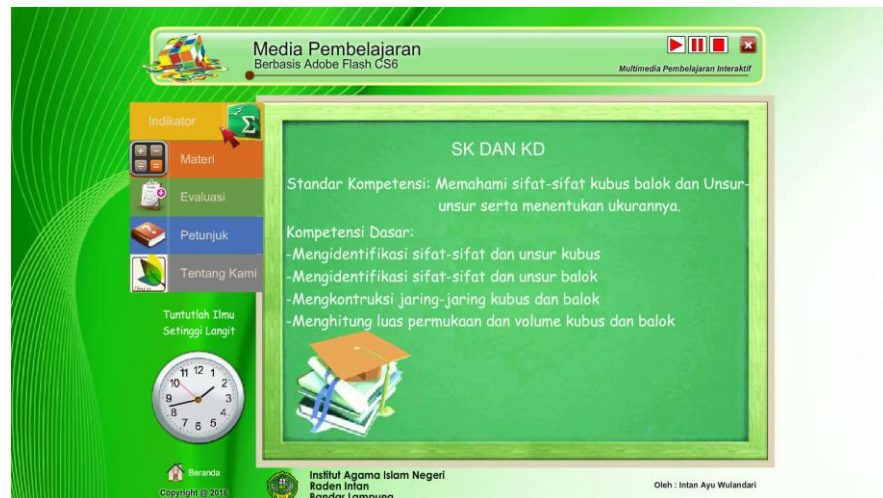 Media Pembelajaran
Berbasis Adobe Flash CS6
Multimedia Pembelajaran Interaktif
Indikator
Materi
Evaluasi
Petunjuk
Tentang Kami
Tuntutlah Ilmu
Setinggi Langit
12
1
2
3
4
5
6
7
8
9
10
11
Beranda
Copyright @ 2016
SK DAN KD
Standar Kompetensi: Memahami sifat-sifat kubus balok dan Unsur-
unsur serta menentukan ukurannya.
Kompetensi Dasar:
-Mengidentifikasi sifat-sifat dan unsur kubus
-Mengidentifikasi sifat-sifat dan unsur balok
-Mengkontruksi jaring-jaring kubus dan balok
-Menghitung luas permukaan dan volume kubus dan balok
Institut Agama Islam Negeri
Raden Intan
Bandar Lampung
Oleh : Intan Ayu Wulandari